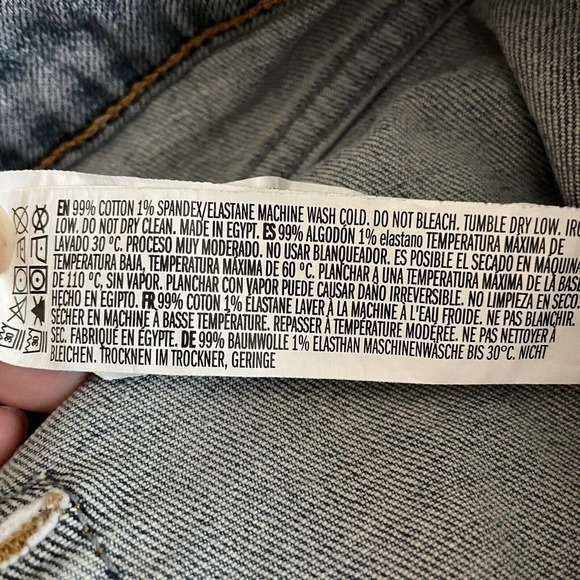 EN 99% COTTON 1% SPANDEX/ELASTANE MACHINE WASH COLD. DO NOT BLEACH. TUMBLE DRY LOW. IRO
LOW. DO NOT DRY CLEAN. MADE IN EGYPT. ES 99% ALGODÓN 1% elastano TEMPERATURA MÁXIMA DE
LAVADO 30 ºC. PROCESO MUY MODERADO. NO USAR BLANQUEADOR. ES POSIBLE EL SECADO EN MÁQUINA
TEMPERATURA BAJA, TEMPERATURA MÁXIMA DE 60 ºC. PLANCHAR A UNA TEMPERATURA MÁXIMA DE LA BASE
DE 110 ºC, SIN VAPOR. PLANCHAR CON VAPOR PUEDE CAUSAR DAÑO IRREVERSIBLE. NO LIMPIEZA EN SECO.
HECHO EN EGIPTO. FR 99% COTON 1% ÉLASTANE LAVER À LA MACHINE À L'EAU FROIDE. NE PAS BLANCHIR.
SÉCHER EN MACHINE À BASSE TEMPÉRATURE. REPASSER À TEMPÉRATURE MODÉRÉE. NE PAS NETTOYER À
SEC. FABRIQUÉ EN ÉGYPTE. DE 99% BAUMWOLLE 1% ELASTHAN MASCHINENWÄSCHE BIS 30ºC. NICHT
BLEICHEN. TROCKNEN IM TROCKNER, GERINGE